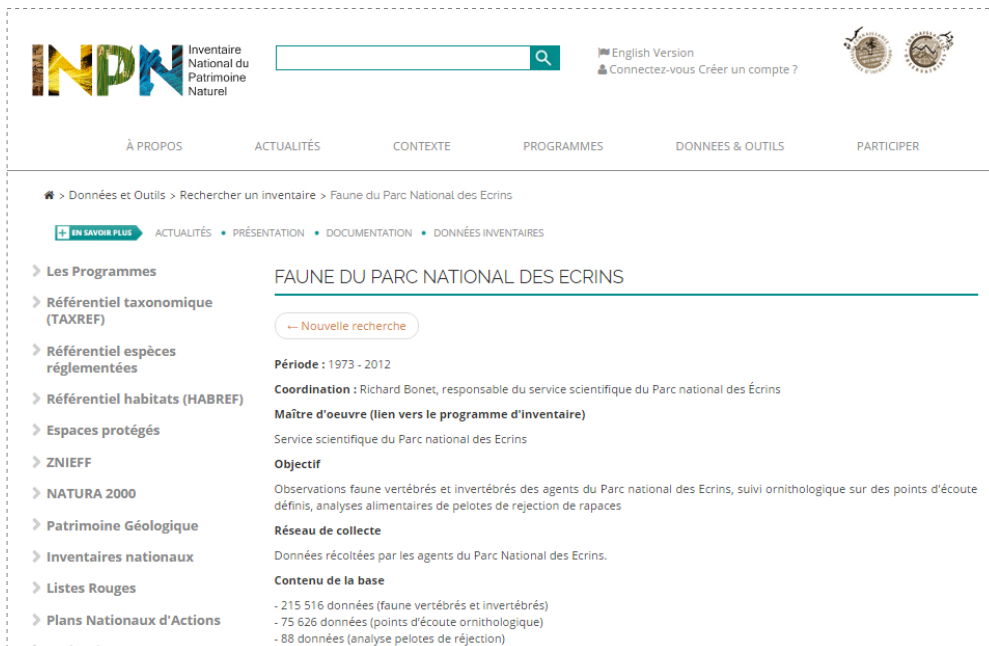 INPN
Inventaire
National du
Patrimoine
Naturel
English Version
Connectez-vous Créer un compte ?
À PROPOS
ACTUALITÉS
CONTEXTE
PROGRAMMES
DONNEES & OUTILS
PARTICIPER
> Données et Outils > Rechercher un inventaire > Faune du Parc National des Ecrins
+ EN SAVOIR PLUS ACTUALITÉS • PRÉSENTATION • DOCUMENTATION • DONNÉES INVENTAIRES
Les Programmes
Référentiel taxonomique
(TAXREF)
Référentiel espèces
réglementées
Référentiel habitats (HABREF)
Espaces protégés
ZNIEFF
NATURA 2000
Patrimoine Géologique
Inventaires nationaux
Listes Rouges
Plans Nationaux d'Actions
FAUNE DU PARC NATIONAL DES ECRINS
← Nouvelle recherche
Période : 1973 - 2012
Coordination : Richard Bonet, responsable du service scientifique du Parc national des Écrins
Maître d'oeuvre (lien vers le programme d'inventaire)
Service scientifique du Parc national des Ecrins
Objectif
Observations faune vertébrés et invertébrés des agents du Parc national des Ecrins, suivi ornithologique sur des points d'écoute
définis, analyses alimentaires de pelotes de rejection de rapaces
Réseau de collecte
Données récoltées par les agents du Parc National des Ecrins.
Contenu de la base
- 215 516 données (faune vertébrés et invertébrés)
- 75 626 données (points d'écoute ornithologique)
- 88 données (analyse pelotes de réjection)